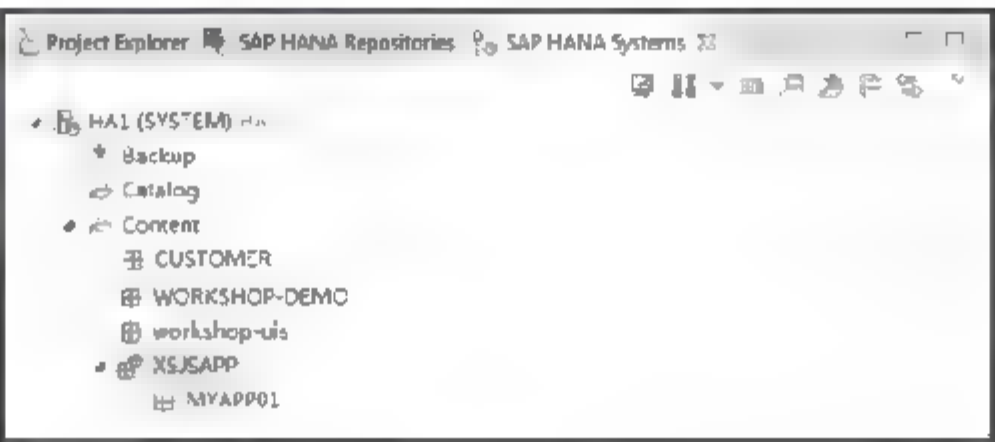 Project Explorer SAP HANA Repositories SAP HANA Systems
HA1 (SYSTEM)
Backup
Catalog
Content
CUSTOMER
WORKSHOP-DEMO
workshop-uis
XSJSAPP
MYAPP01